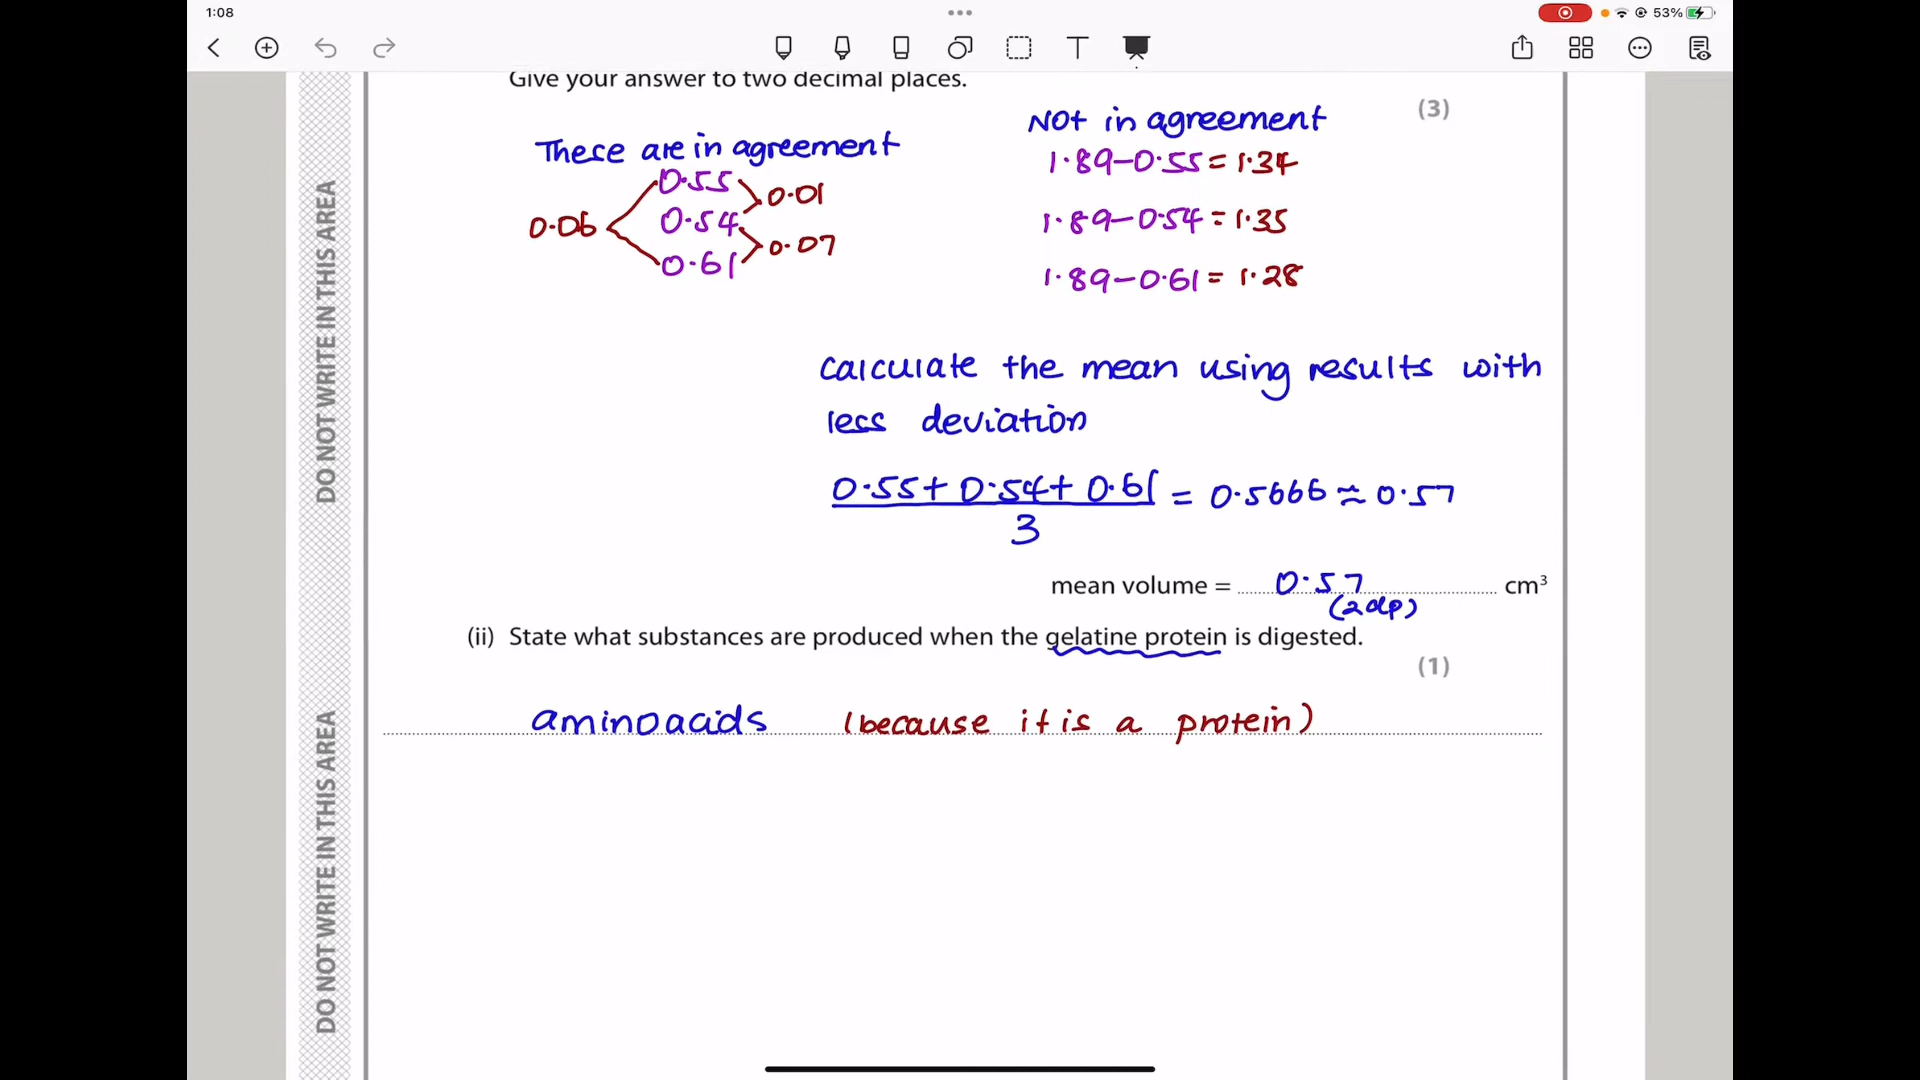 1:08
53%
Give your answer to two decimal places.
(3)
These are in agreement
0.55
0.54
0.61
0.06
0.01
0.07
Not in agreement
1.89-0.55 = 1.34
1.89-0.54 = 1.35
1.89-0.61 = 1.28
calculate the mean using results with
less deviation
0.55+0.54+0.61 = 0.5666 ≈ 0.57
3
mean volume = 0.57 cm³
(2dp)
(ii) State what substances are produced when the gelatine protein is digested.
(1)
aminoacids (because it is a protein)
DO NOT WRITE IN THIS AREA
DO NOT WRITE IN THIS AREA